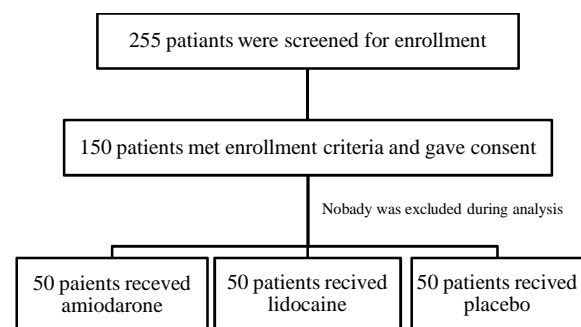 255 patiants were screened for enrollment
150 patients met enrollment criteria and gave consent
Nobady was excluded during analysis
50 paients receved
amiodarone
50 patients recived
lidocaine
50 patients recived
placebo